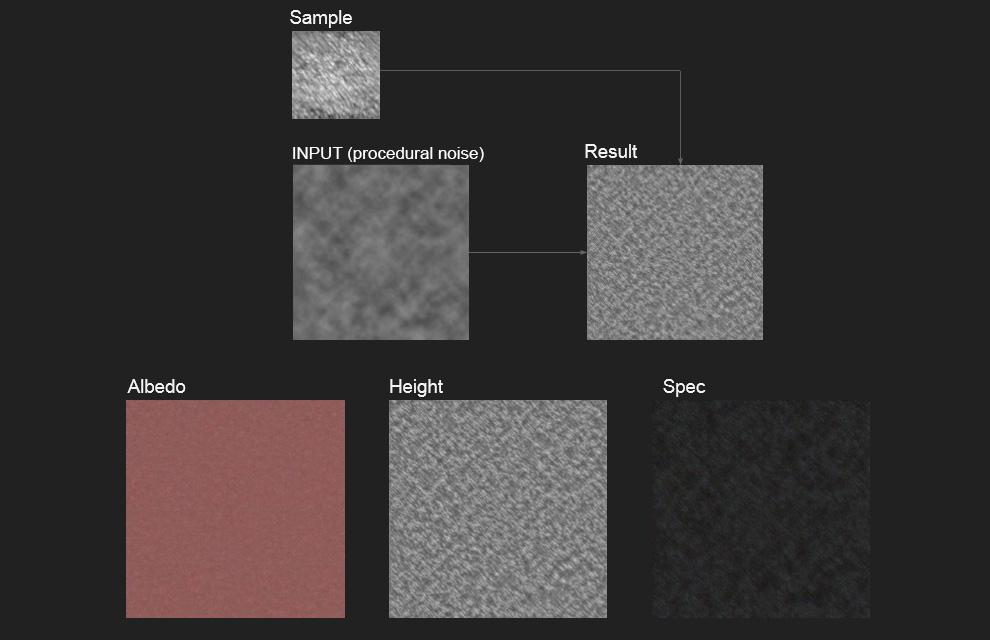 Sample
INPUT (procedural noise)
Result
Albedo
Height
Spec